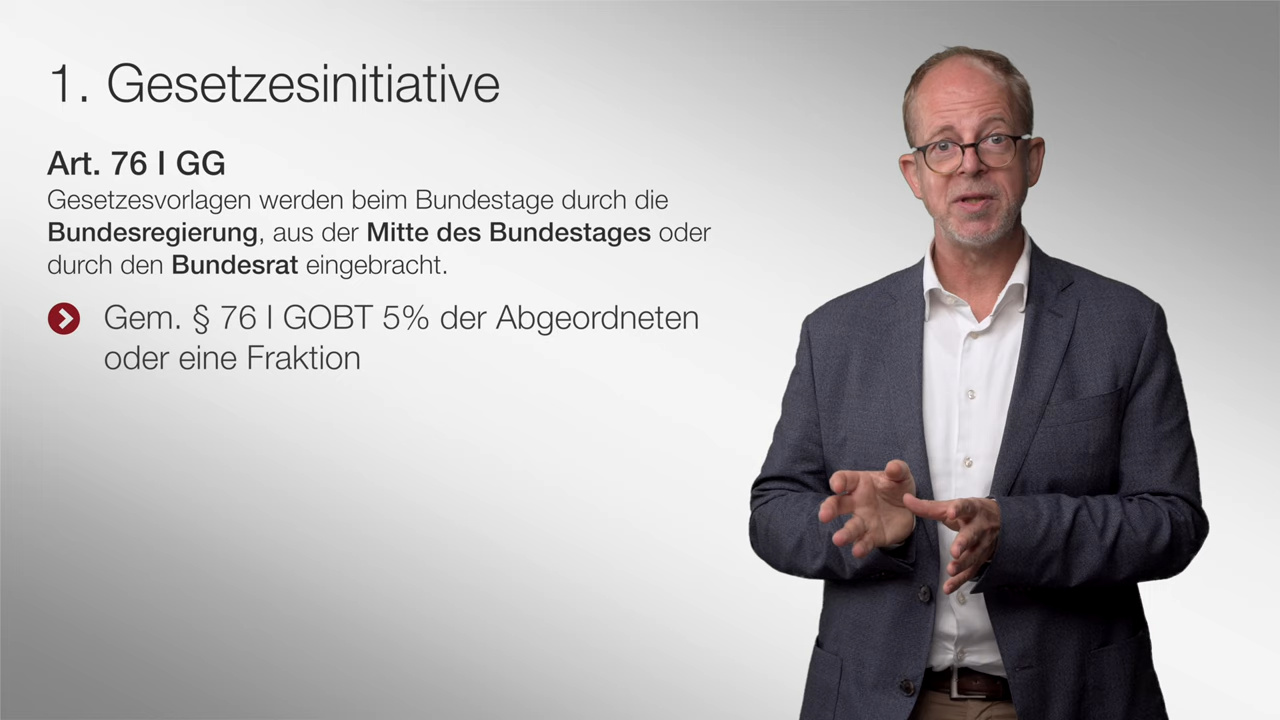 1. Gesetzesinitiative
Art. 76 I GG
Gesetzesvorlagen werden beim Bundestage durch die
Bundesregierung, aus der Mitte des Bundestages oder
durch den Bundesrat eingebracht.
Gem. § 76 I GOBT 5% der Abgeordneten
oder eine Fraktion